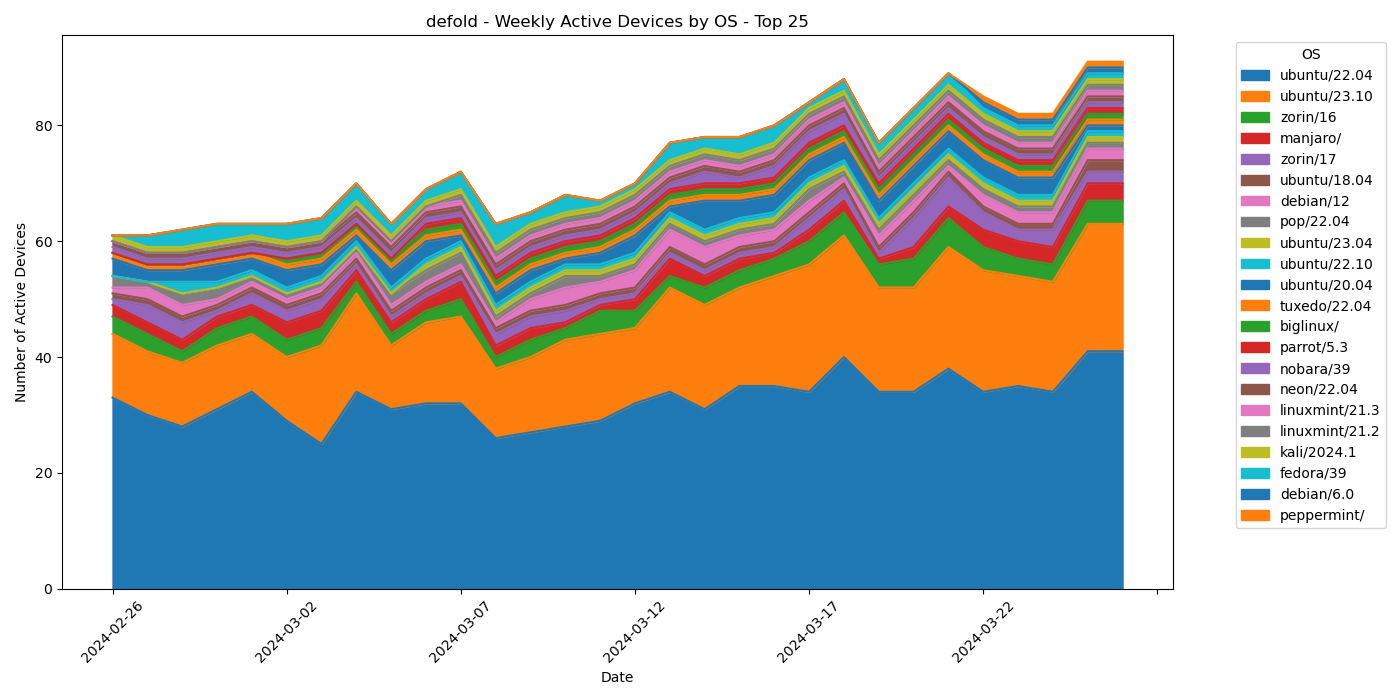 defold - Weekly Active Devices by OS - Top 25
Number of Active Devices
80
60
40
20
0
2024-02-26
2024-03-02
2024-03-07
2024-03-12
2024-03-17
2024-03-22
Date
OS
ubuntu/22.04
ubuntu/23.10
zorin/16
manjaro/
zorin/17
ubuntu/18.04
debian/12
pop/22.04
ubuntu/23.04
ubuntu/22.10
ubuntu/20.04
tuxedo/22.04
biglinux/
parrot/5.3
nobara/39
neon/22.04
linuxmint/21.3
linuxmint/21.2
kali/2024.1
fedora/39
debian/6.0
peppermint/